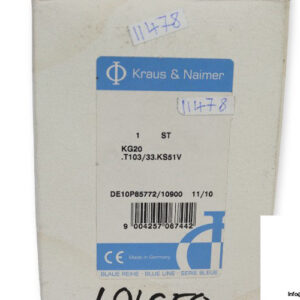 11478
Kraus & Naimer
11478
1 ST
KG20
.T103/33.KS51V
DE10P85772/10900 11/10
9 004257 067442
CE Made in Germany
BLAUE REIHE - BLUE LINE - SERIE BLEUE